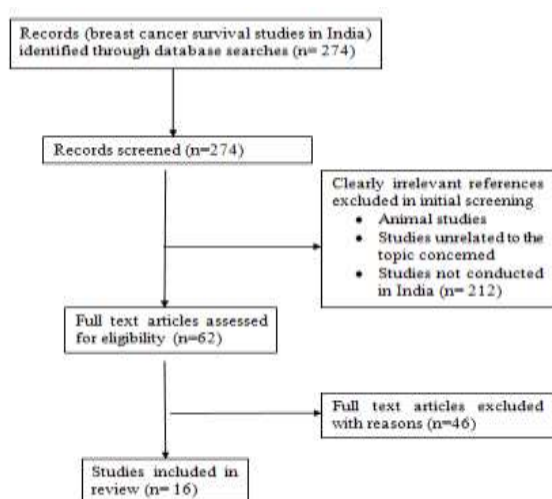 Records (breast cancer survival studies in India)
identified through database searches (n= 274)
Records screened (n=274)
Clearly irrelevant references
excluded in initial screening
• Animal studies
• Studies unrelated to the
topic concerned
• Studies not conducted
in India (n= 212)
Full text articles assessed
for eligibility (n=62)
Full text articles excluded
with reasons (n=46)
Studies included in
review (n= 16)